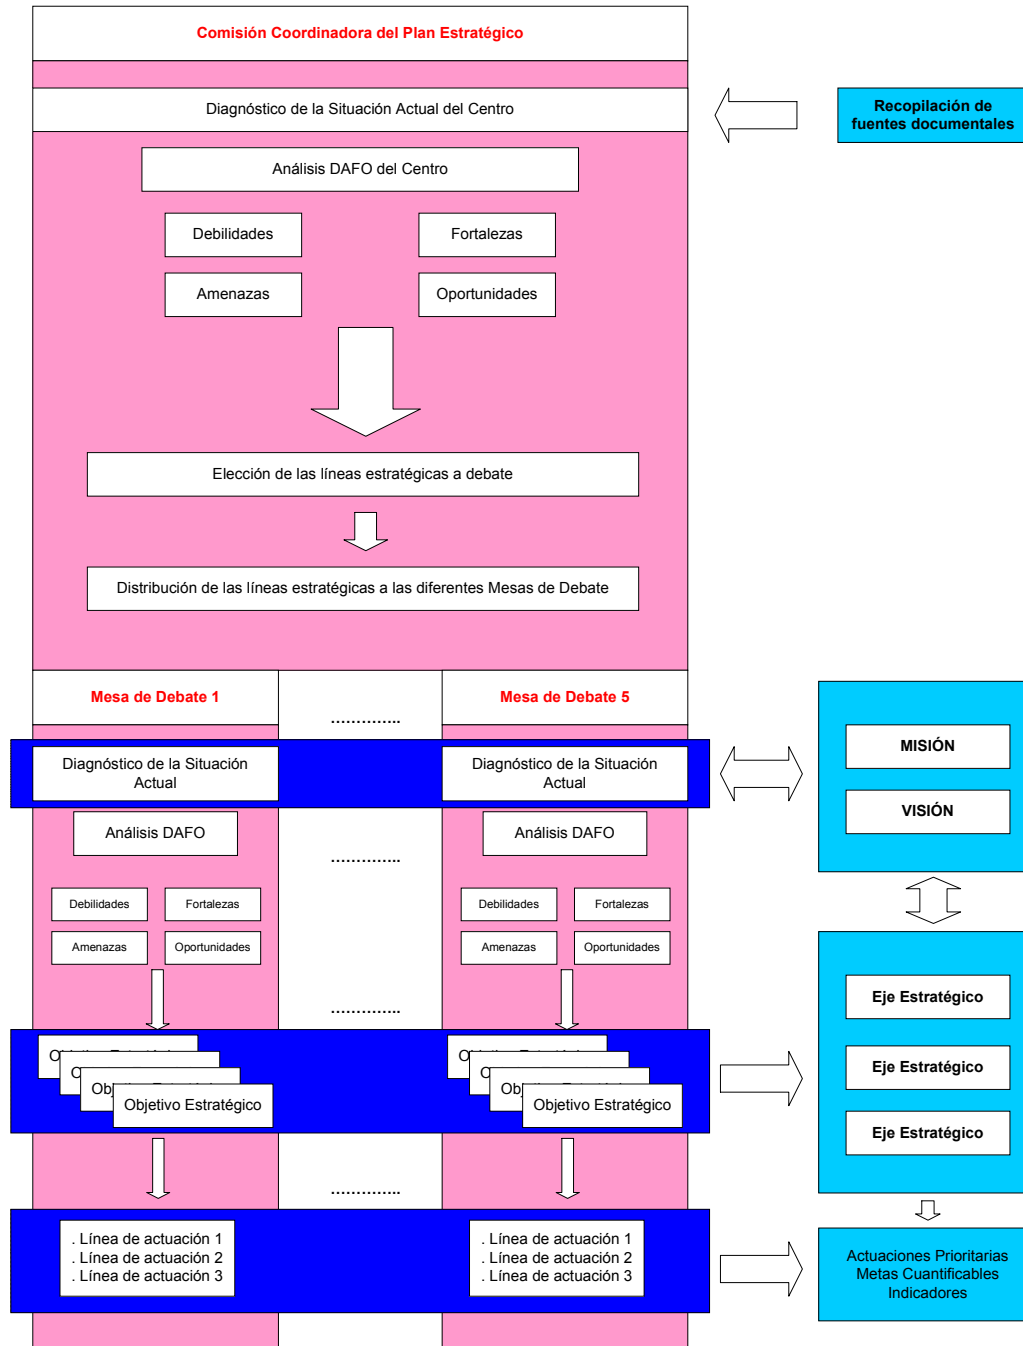 Comisión Coordinadora del Plan Estratégico
Diagnóstico de la Situación Actual del Centro
Recopilación de
fuentes documentales
Análisis DAFO del Centro
Debilidades
Fortalezas
Amenazas
Oportunidades
Elección de las líneas estratégicas a debate
Distribución de las líneas estratégicas a las diferentes Mesas de Debate
Mesa de Debate 1
..............
Mesa de Debate 5
Diagnóstico de la Situación
Actual
Diagnóstico de la Situación
Actual
MISIÓN
VISIÓN
Análisis DAFO
..............
Análisis DAFO
Debilidades
Fortalezas
Amenazas
Oportunidades
Debilidades
Fortalezas
Amenazas
Oportunidades
..............
Eje Estratégico
Eje Estratégico
Eje Estratégico
Objetivo Estratégico
Objetivo Estratégico
..............
. Línea de actuación 1
. Línea de actuación 2
. Línea de actuación 3
. Línea de actuación 1
. Línea de actuación 2
. Línea de actuación 3
Actuaciones Prioritarias
Metas Cuantificables
Indicadores